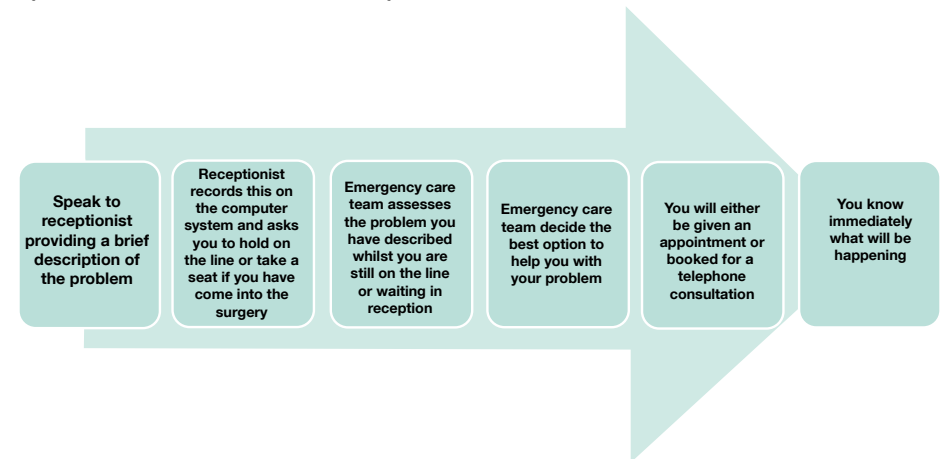 Speak to
receptionist
providing a brief
description of
the problem
Receptionist
records this on
the computer
system and asks
you to hold on
the line or take a
seat if you have
come into the
surgery
Emergency care
team assesses
the problem you
have described
whilst you are
still on the line
or waiting in
reception
Emergency care
team decide the
best option to
help you with
your problem
You will either
be given an
appointment or
booked for a
telephone
consultation
You know
immediately
what will be
happening